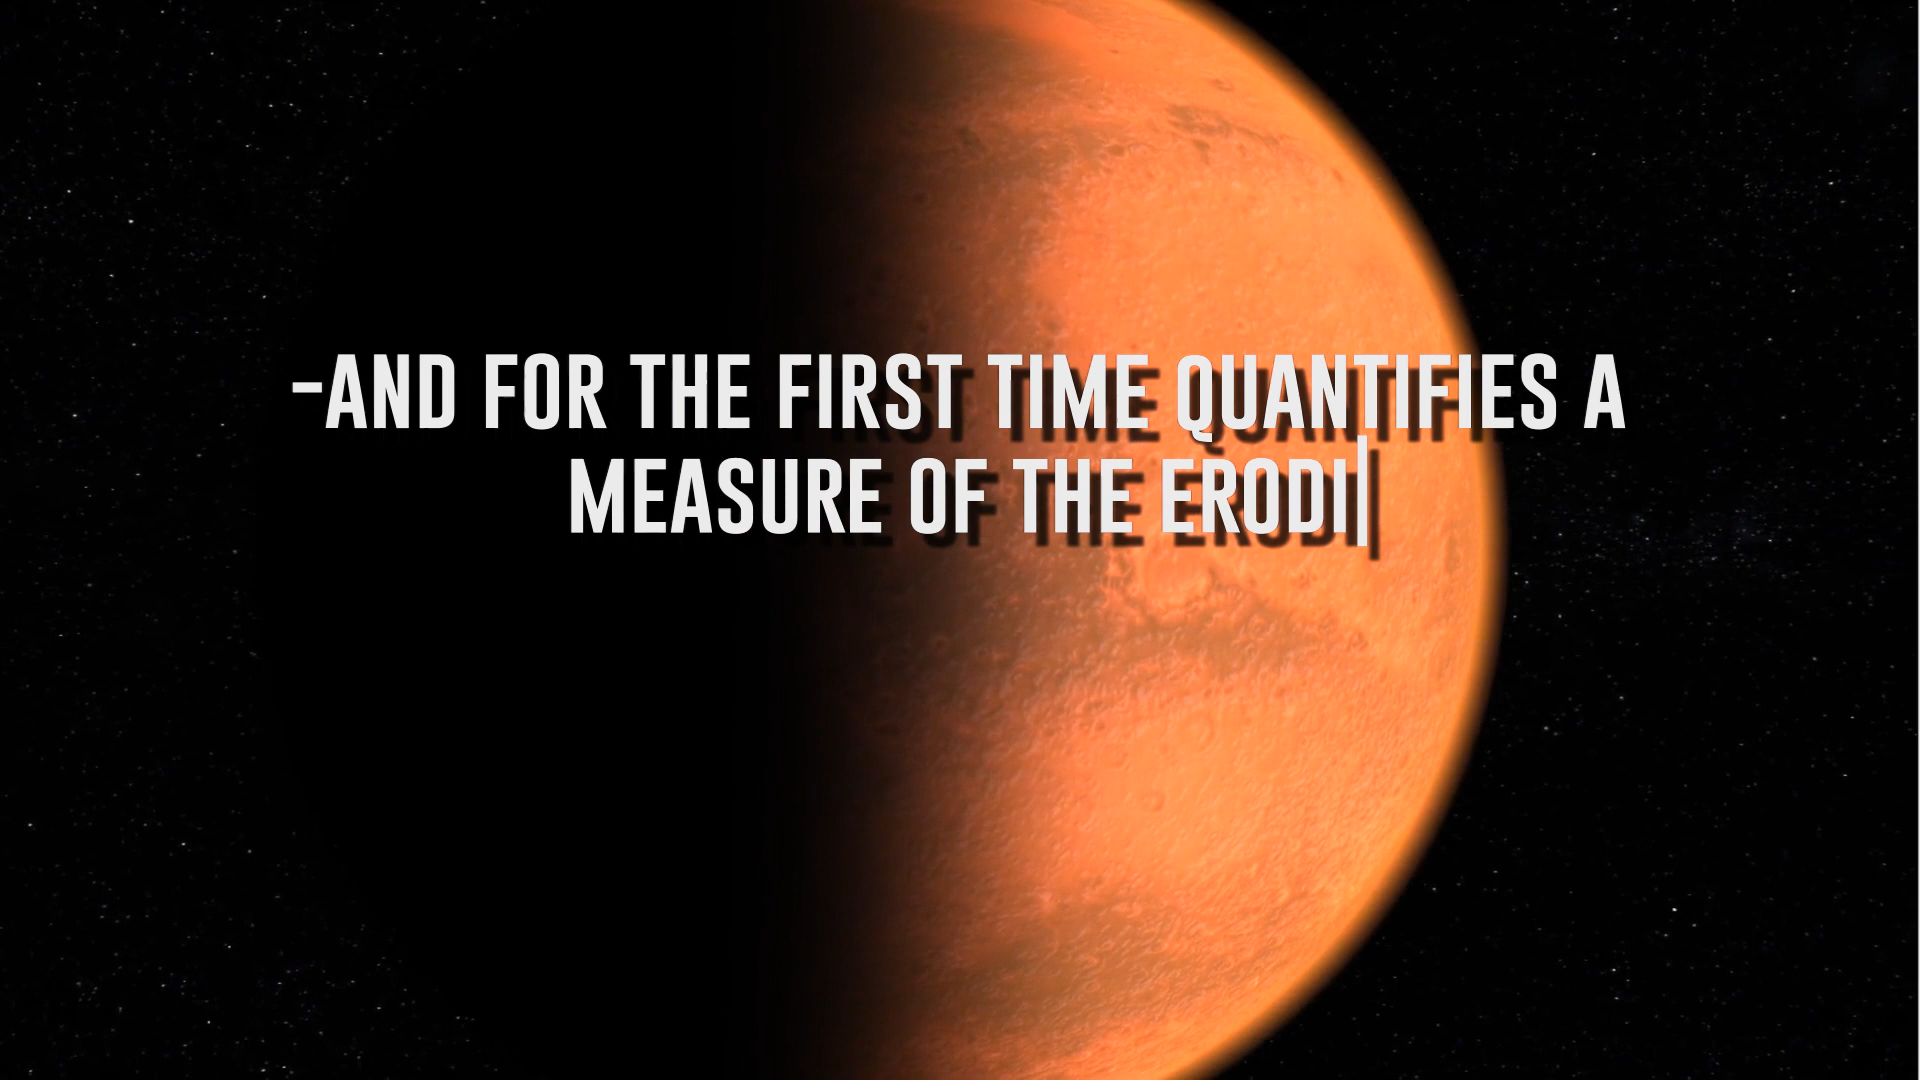 –AND FOR THE FIRST TIME QUANTIFIES A
MEASURE OF THE ERODI